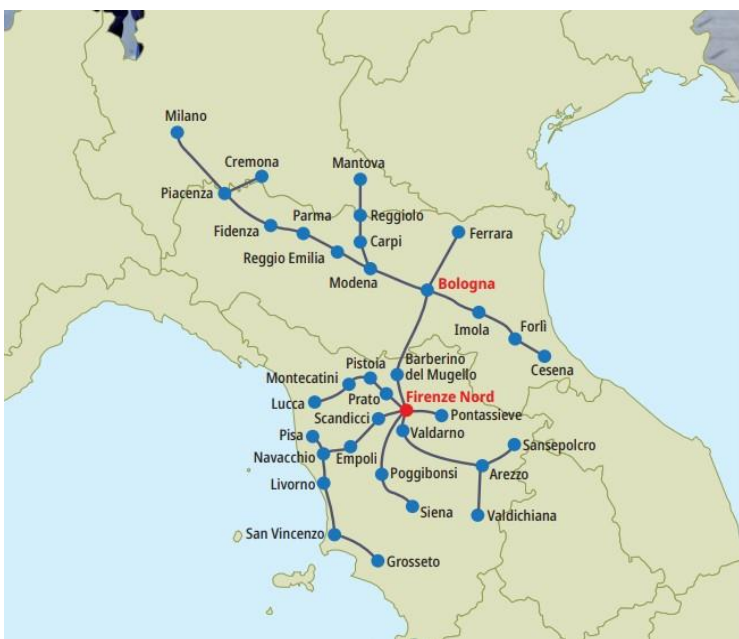 Milano
Cremona
Mantova
Piacenza
Reggiolo
Parma
Ferrara
Fidenza
Carpi
Reggio Emilia
Modena
Bologna
Imola
Forlì
Cesena
Barberino
del Mugello
Pistoia
Montecatini
Prato
Firenze Nord
Lucca
Scandicci
Pontassieve
Pisa
Valdarno
Sansepolcro
Navacchio
Empoli
Poggibonsi
Arezzo
Livorno
Siena
Valdichiana
San Vincenzo
Grosseto